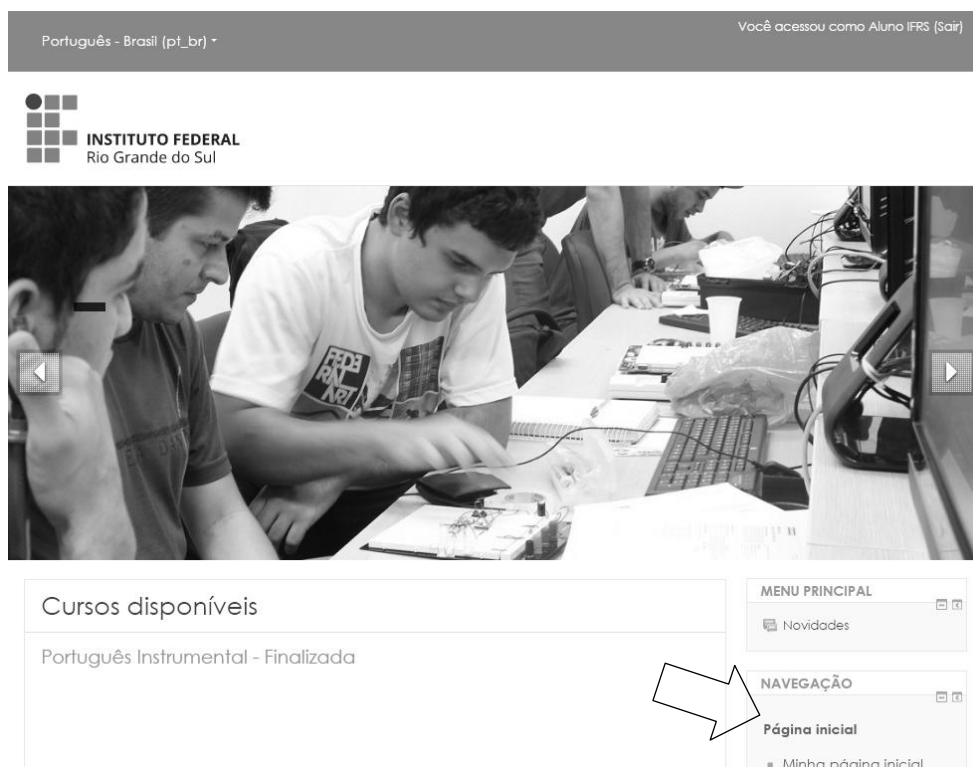 Português - Brasil (pt_br)
Você acessou como Aluno IFRS (Sair)
INSTITUTO FEDERAL
Rio Grande do Sul
Cursos disponíveis
Português Instrumental - Finalizada
MENU PRINCIPAL
Novidades
NAVEGAÇÃO
Página inicial
Minha página inicial